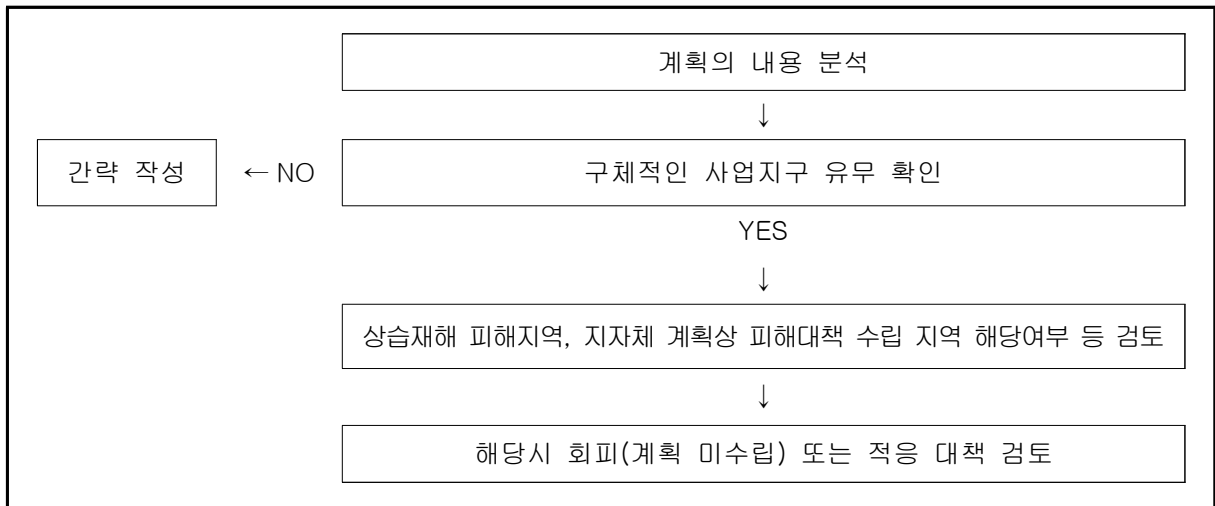 계획의 내용 분석
↓
간략 작성 ← NO 구체적인 사업지구 유무 확인
YES
↓
상습재해 피해지역, 지자체 계획상 피해대책 수립 지역 해당여부 등 검토
↓
해당시 회피(계획 미수립) 또는 적응 대책 검토